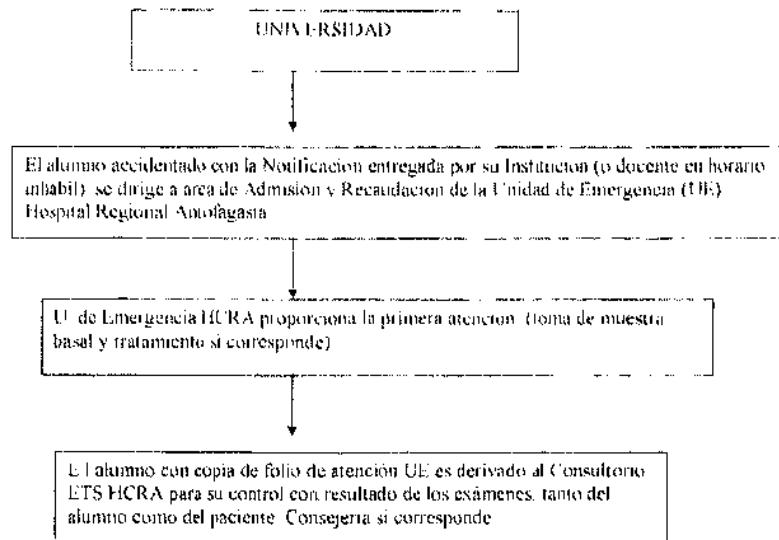 UNIVERSIDAD
El alumno accidentado con la Notificacion entregada por su Institucion (o docente en horario
inhabil) se dirige a area de Admision y Recaudacion de la Unidad de Emergencia (UE)
Hospital Regional Antofagasta
U. de Emergencia HCRA proporciona la primera atencion (toma de muestra
basal y tratamiento si corresponde)
El alumno con copia de folio de atención UE es derivado al Consultorio
ETS HCRA para su control con resultado de los exámenes, tanto del
alumno como del paciente. Consejeria si corresponde